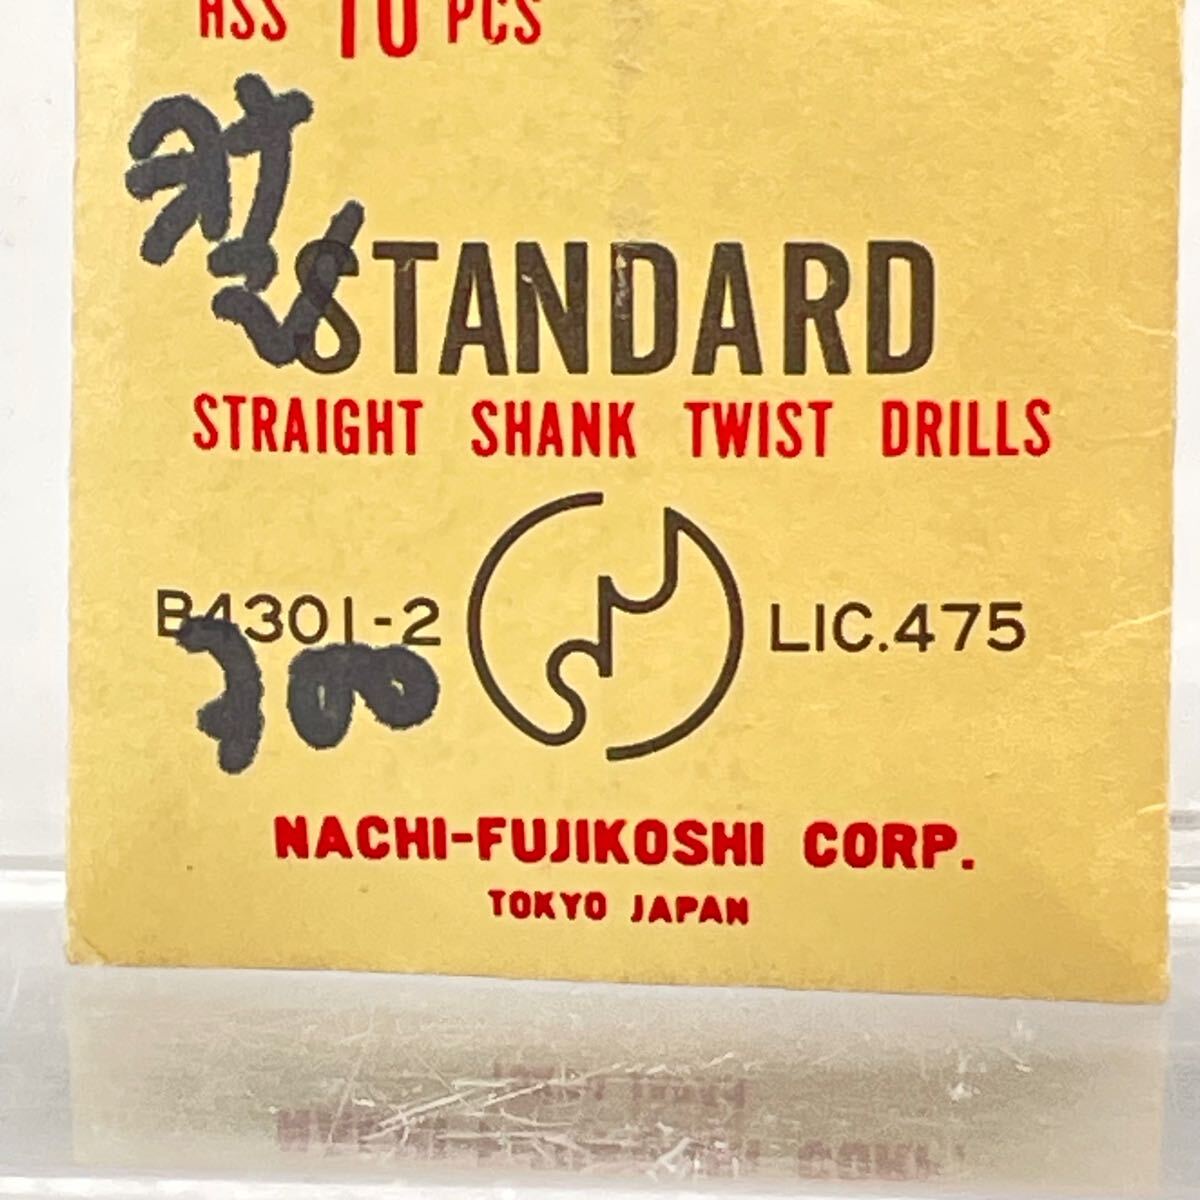 HSS 10 PCS
STANDARD
STRAIGHT SHANK TWIST DRILLS
B4301-2 LIC.475
NACHI-FUJIKOSHI CORP.
TOKYO JAPAN